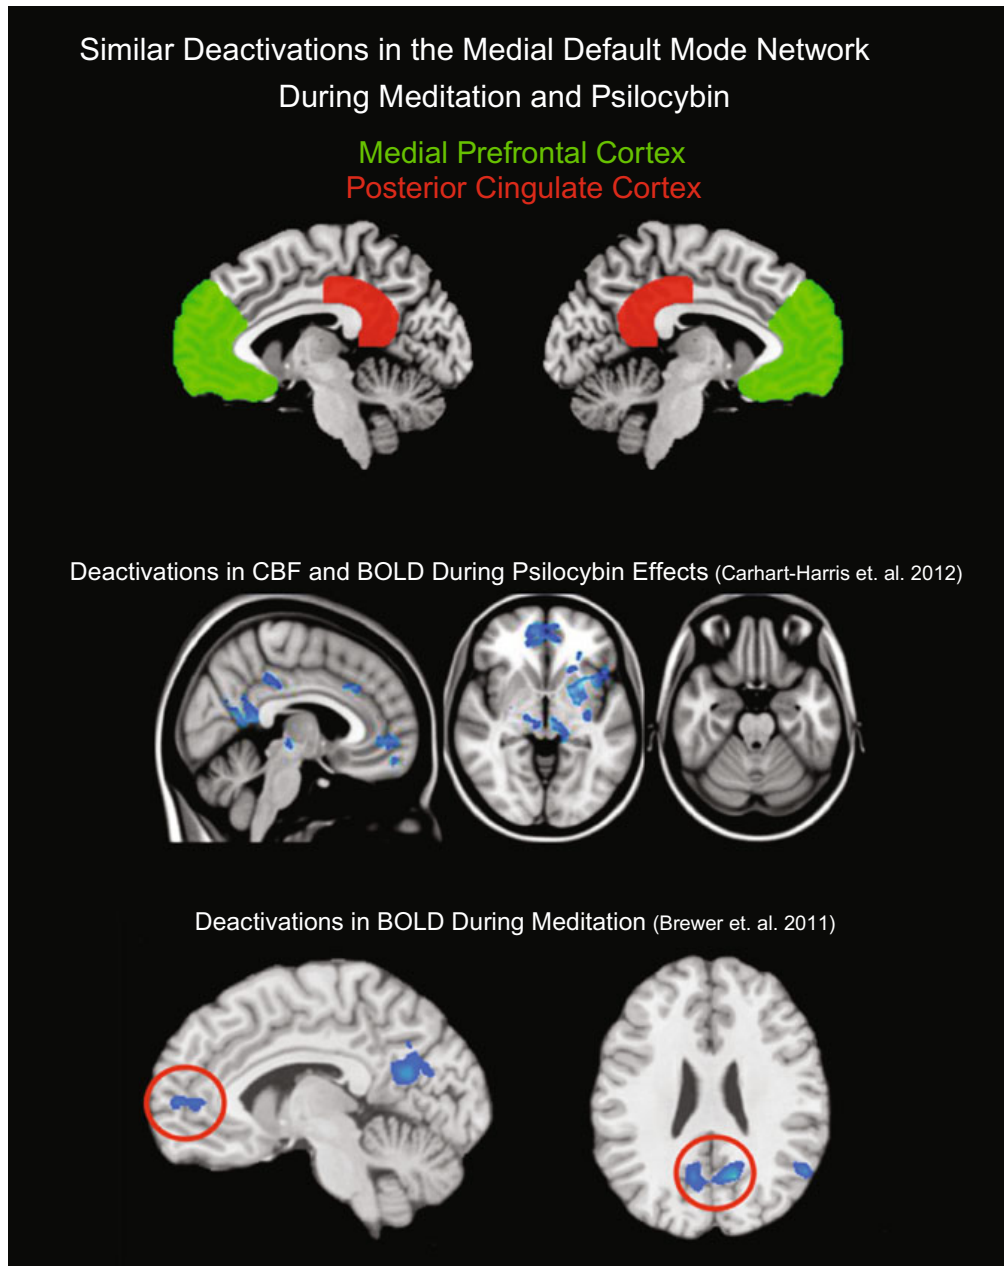 Similar Deactivations in the Medial Default Mode Network
During Meditation and Psilocybin
Medial Prefrontal Cortex
Posterior Cingulate Cortex
Deactivations in CBF and BOLD During Psilocybin Effects (Carhart-Harris et. al. 2012)
Deactivations in BOLD During Meditation (Brewer et. al. 2011)